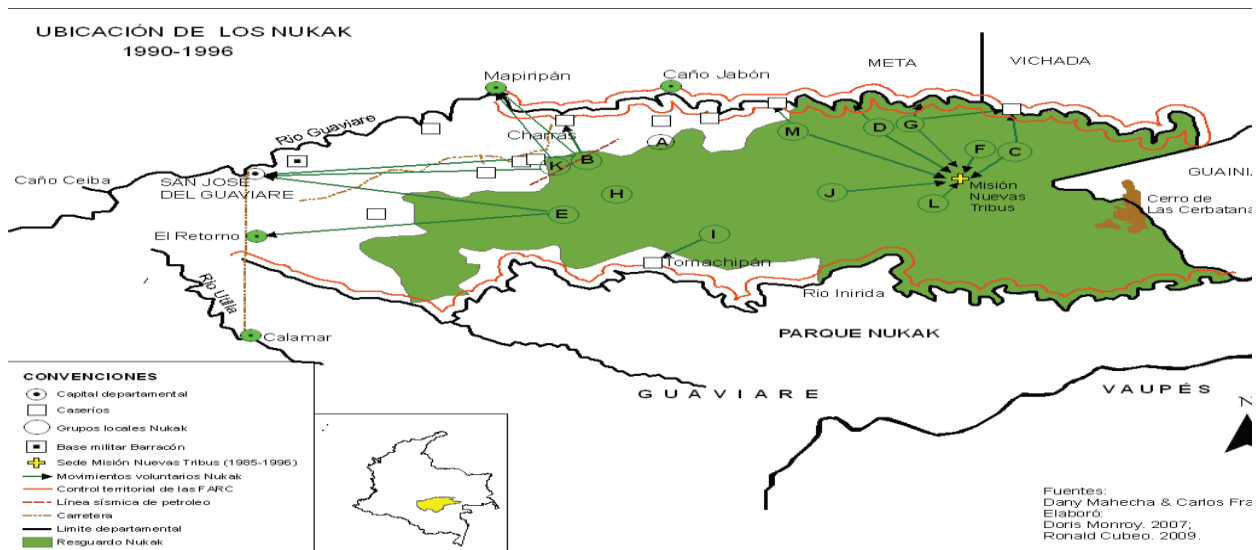 UBICACIÓN DE LOS NUKAK
1990-1996
META
VICHADA
Mapiripán
Caño Jabón
Rio Guaviare
Charras
A
M
D
G
F
C
K
B
Caño Ceiba
SAN JOSE
DEL GUAVIARE
H
J
L
Misión
Nuevas
Tribus
GUAINI
Cerro de
Las Cerbatana
E
El Retorno
I
Tomachipán
Rio Utilla
Rio Inirida
Calamar
PARQUE NUKAK
GUAVIARE
VAUPÉS
N
CONVENCIONES
Capital departamental
Caseríos
Grupos locales Nukak
Base militar Barracón
Sede Misión Nuevas Tribus (1985-1996)
Movimientos voluntarios Nukak
Control territorial de las FARC
Línea sísmica de petroleo
Carretera
Limite departamental
Resguardo Nukak
Fuentes:
Dany Mahecha & Carlos Fra
Elaboró:
Doris Monroy. 2007;
Ronald Cubeo. 2009.